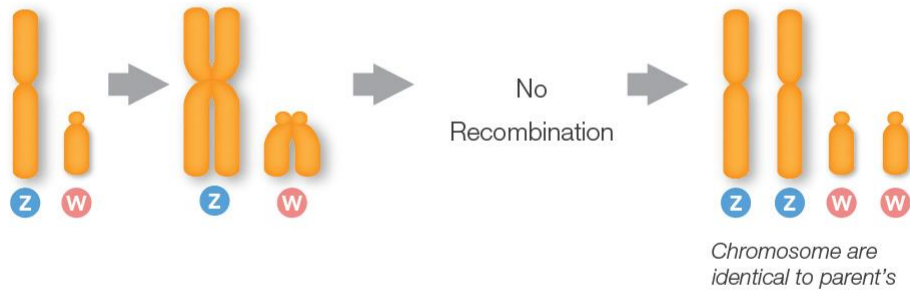 No
Recombination
Z W
Z W
Z Z W W
Chromosome are
identical to parent's